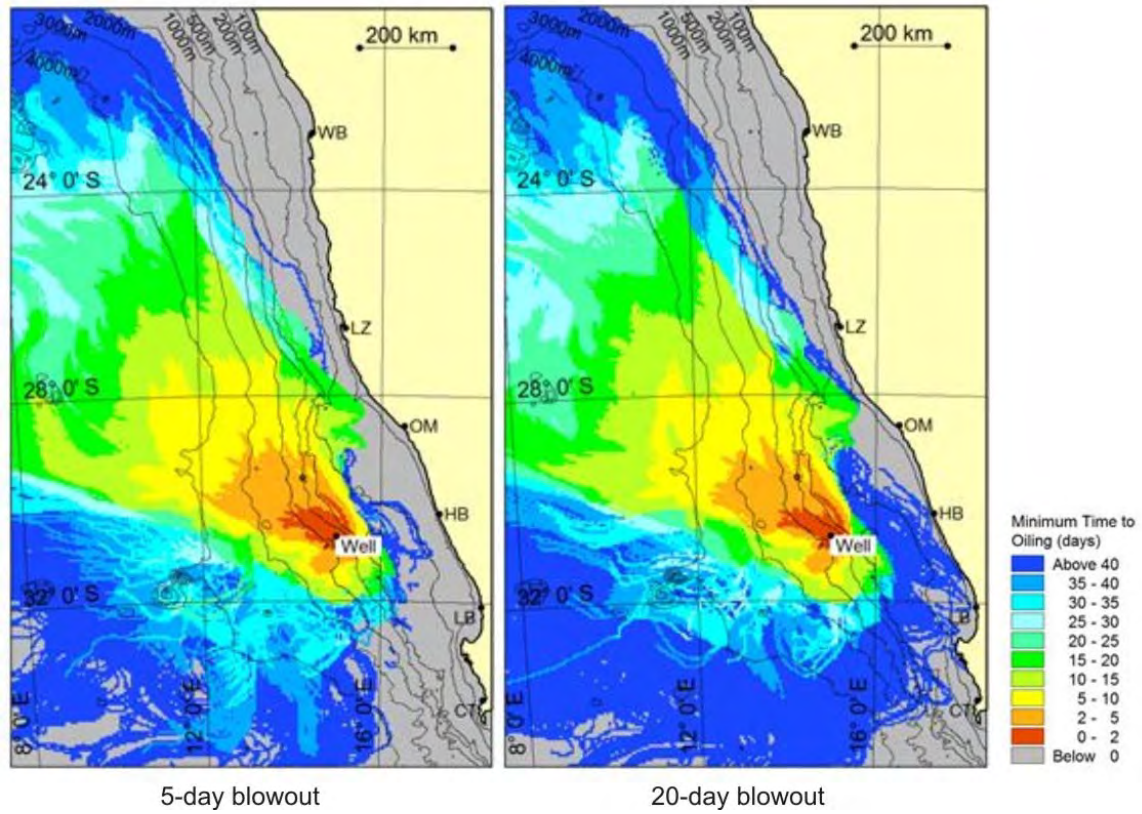 3000m
2000m
1000m
500m
200m
100m
4000m
200 km
WB
24° 0' S
LZ
28° 0' S
OM
HB
Well
32° 0' S
LB
8° 0' E
12° 0' E
16° 0' E
CT
5-day blowout
3000m
2000m
1000m
500m
200m
100m
4000m
200 km
WB
24° 0' S
LZ
28° 0' S
OM
HB
Well
32° 0' S
LB
8° 0' E
12° 0' E
16° 0' E
CT
20-day blowout
Minimum Time to
Oiling (days)
Above 40
35 - 40
30 - 35
25 - 30
20 - 25
15 - 20
10 - 15
5 - 10
2 - 5
0 - 2
Below 0